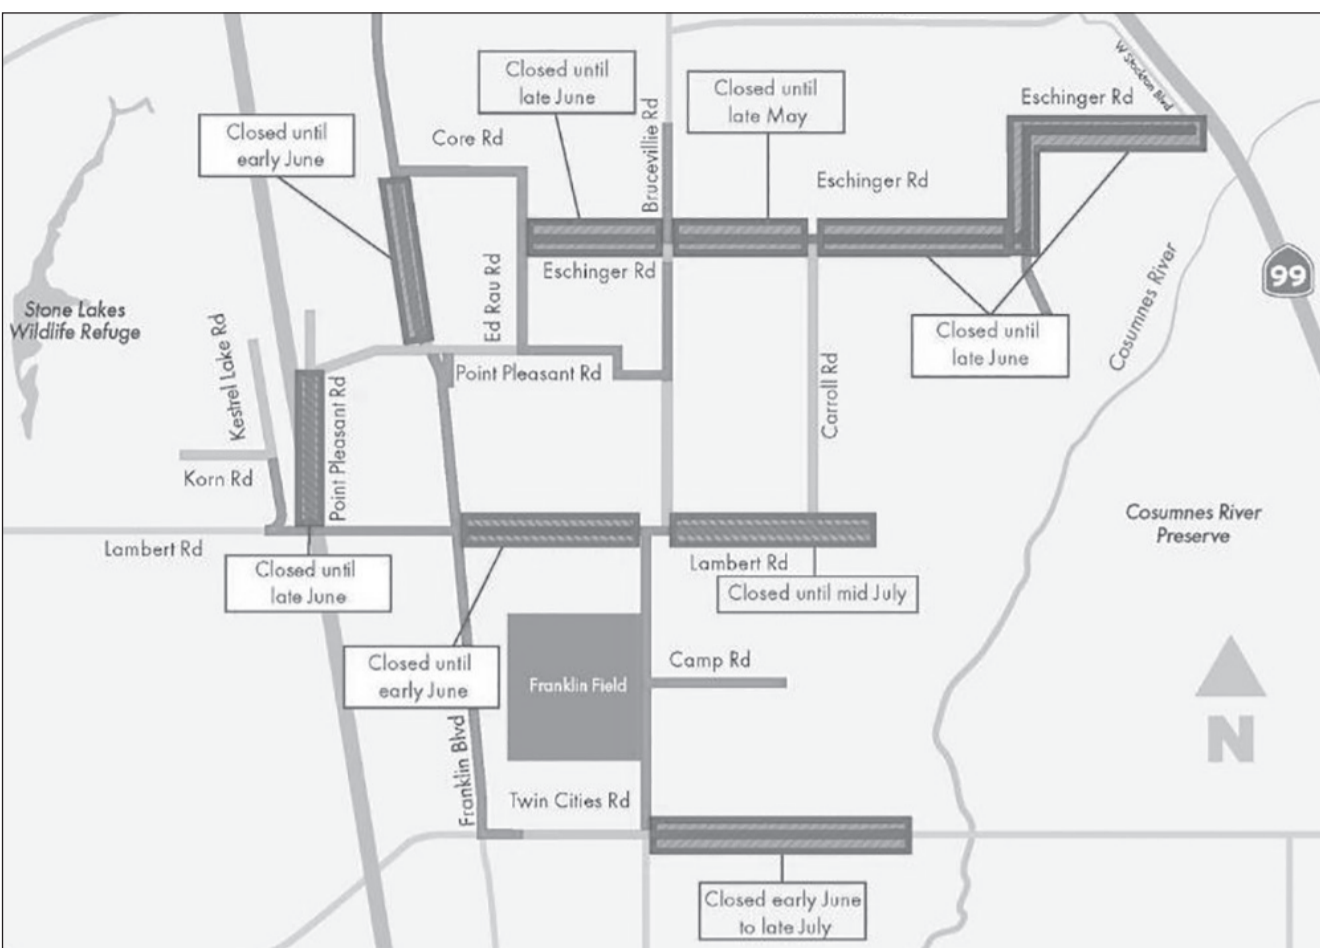 W Stockton Blvd
Eschinger Rd
Closed until
late June
Closed until
late May
Closed until
early June
Core Rd
Brucevillie Rd
Eschinger Rd
Eschinger Rd
Ed Rau Rd
Cosumnes River
99
Stone Lakes
Wildlife Refuge
Kestrel Lake Rd
Closed until
late June
Point Pleasant Rd
Point Pleasant Rd
Carroll Rd
Korn Rd
Cosumnes River
Preserve
Lambert Rd
Lambert Rd
Closed until
late June
Closed until mid July
Closed until
early June
Camp Rd
Franklin Field
Franklin Blvd
N
Twin Cities Rd
Closed early June
to late July